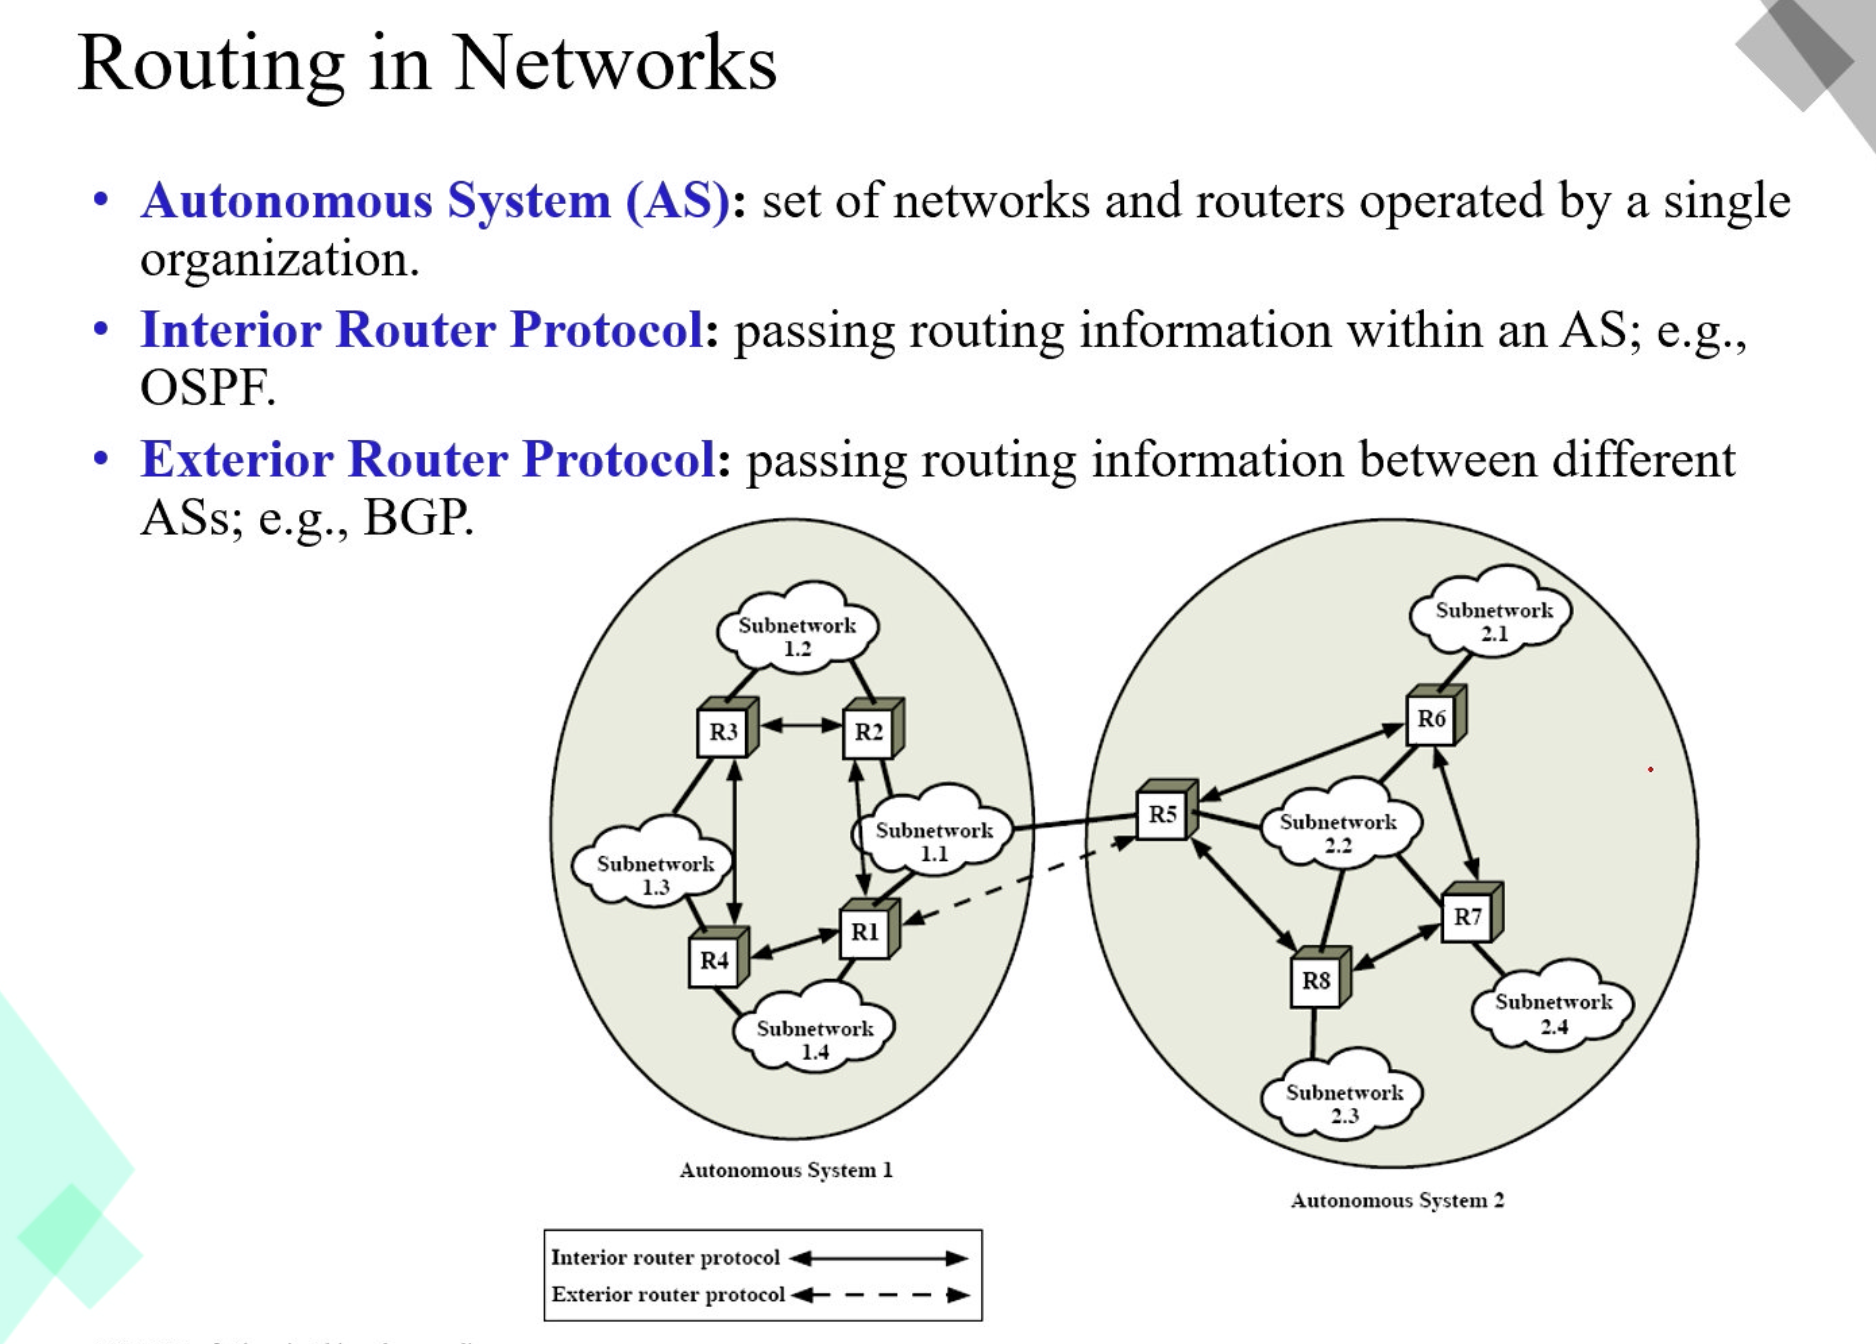 Routing in Networks
• Autonomous System (AS): set of networks and routers operated by a single
organization.
• Interior Router Protocol: passing routing information within an AS; e.g.,
OSPF.
• Exterior Router Protocol: passing routing information between different
ASs; e.g., BGP.
Subnetwork
1.2
R3
R2
Subnetwork
1.1
Subnetwork
1.3
R4
R1
Subnetwork
1.4
Autonomous System 1
Subnetwork
2.1
R6
R5
Subnetwork
2.2
R7
R8
Subnetwork
2.4
Subnetwork
2.3
Autonomous System 2
Interior router protocol
Exterior router protocol